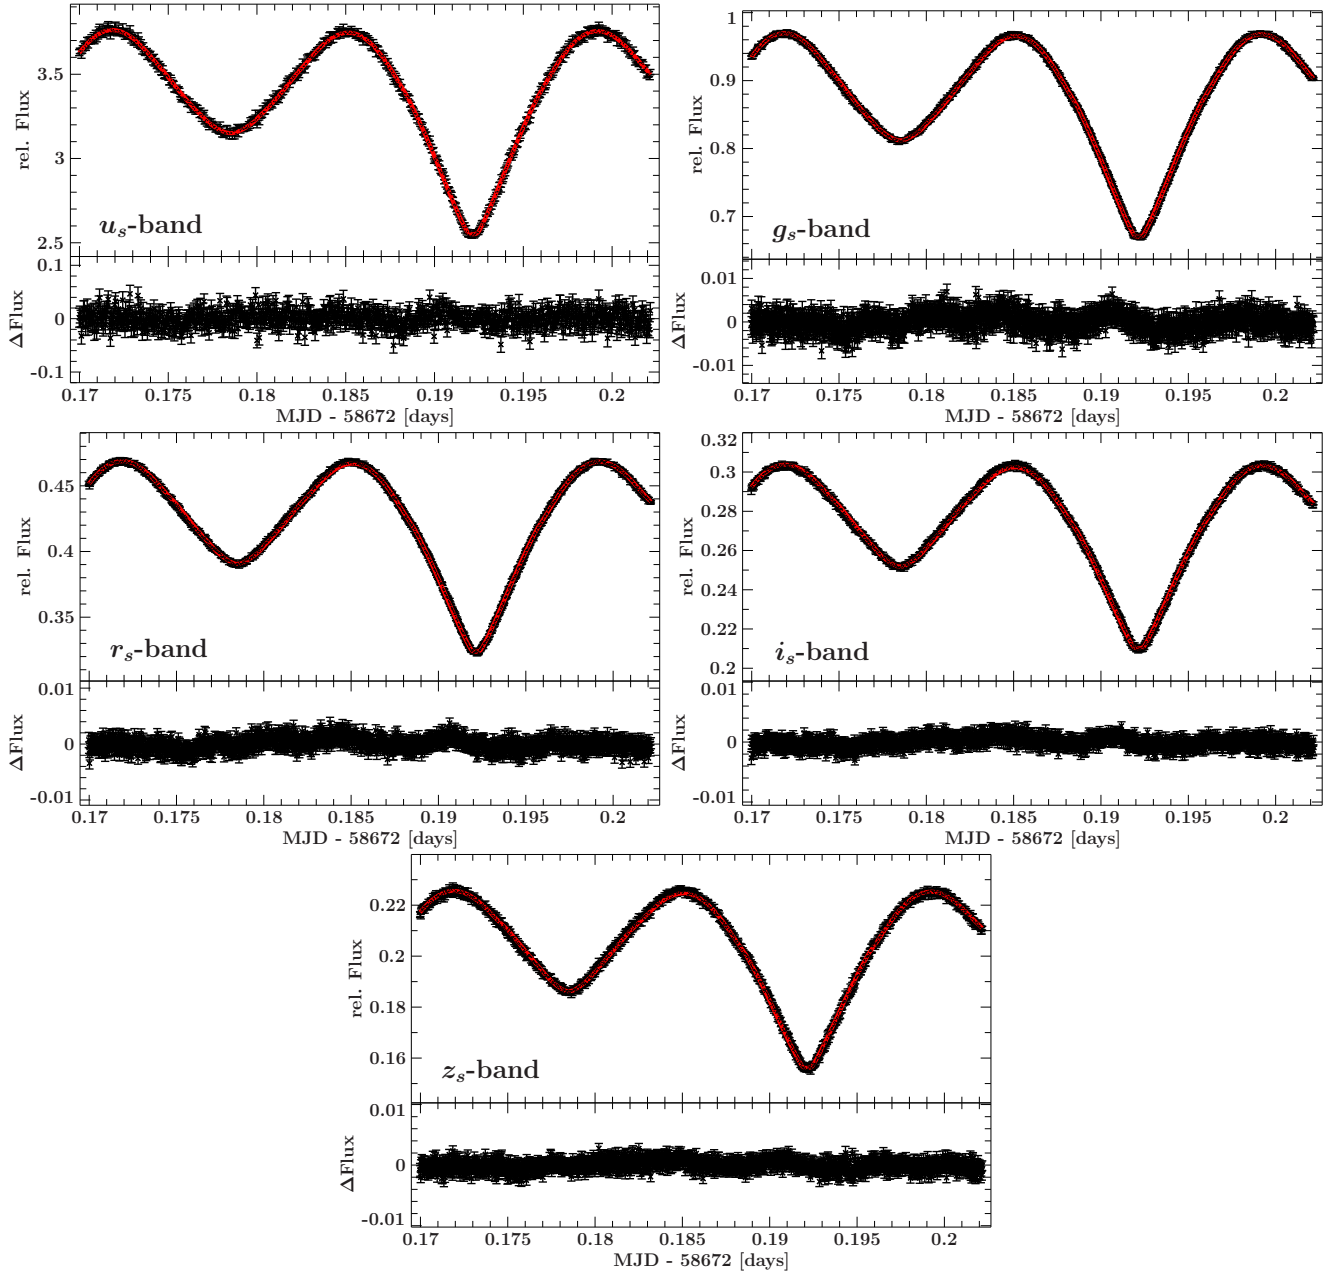 rel. Flux
3.5
3
2.5
u_s-band
ΔFlux
0.1
0
-0.1
0.17 0.175 0.18 0.185 0.19 0.195 0.2
MJD - 58672 [days]
rel. Flux
1
0.9
0.8
0.7
g_s-band
ΔFlux
0.01
0
-0.01
0.17 0.175 0.18 0.185 0.19 0.195 0.2
MJD - 58672 [days]
rel. Flux
0.45
0.4
0.35
r_s-band
ΔFlux
0.01
0
-0.01
0.17 0.175 0.18 0.185 0.19 0.195 0.2
MJD - 58672 [days]
rel. Flux
0.32
0.3
0.28
0.26
0.24
0.22
0.2
i_s-band
ΔFlux
0.01
0
-0.01
0.17 0.175 0.18 0.185 0.19 0.195 0.2
MJD - 58672 [days]
rel. Flux
0.22
0.2
0.18
0.16
z_s-band
ΔFlux
0.01
0
-0.01
0.17 0.175 0.18 0.185 0.19 0.195 0.2
MJD - 58672 [days]